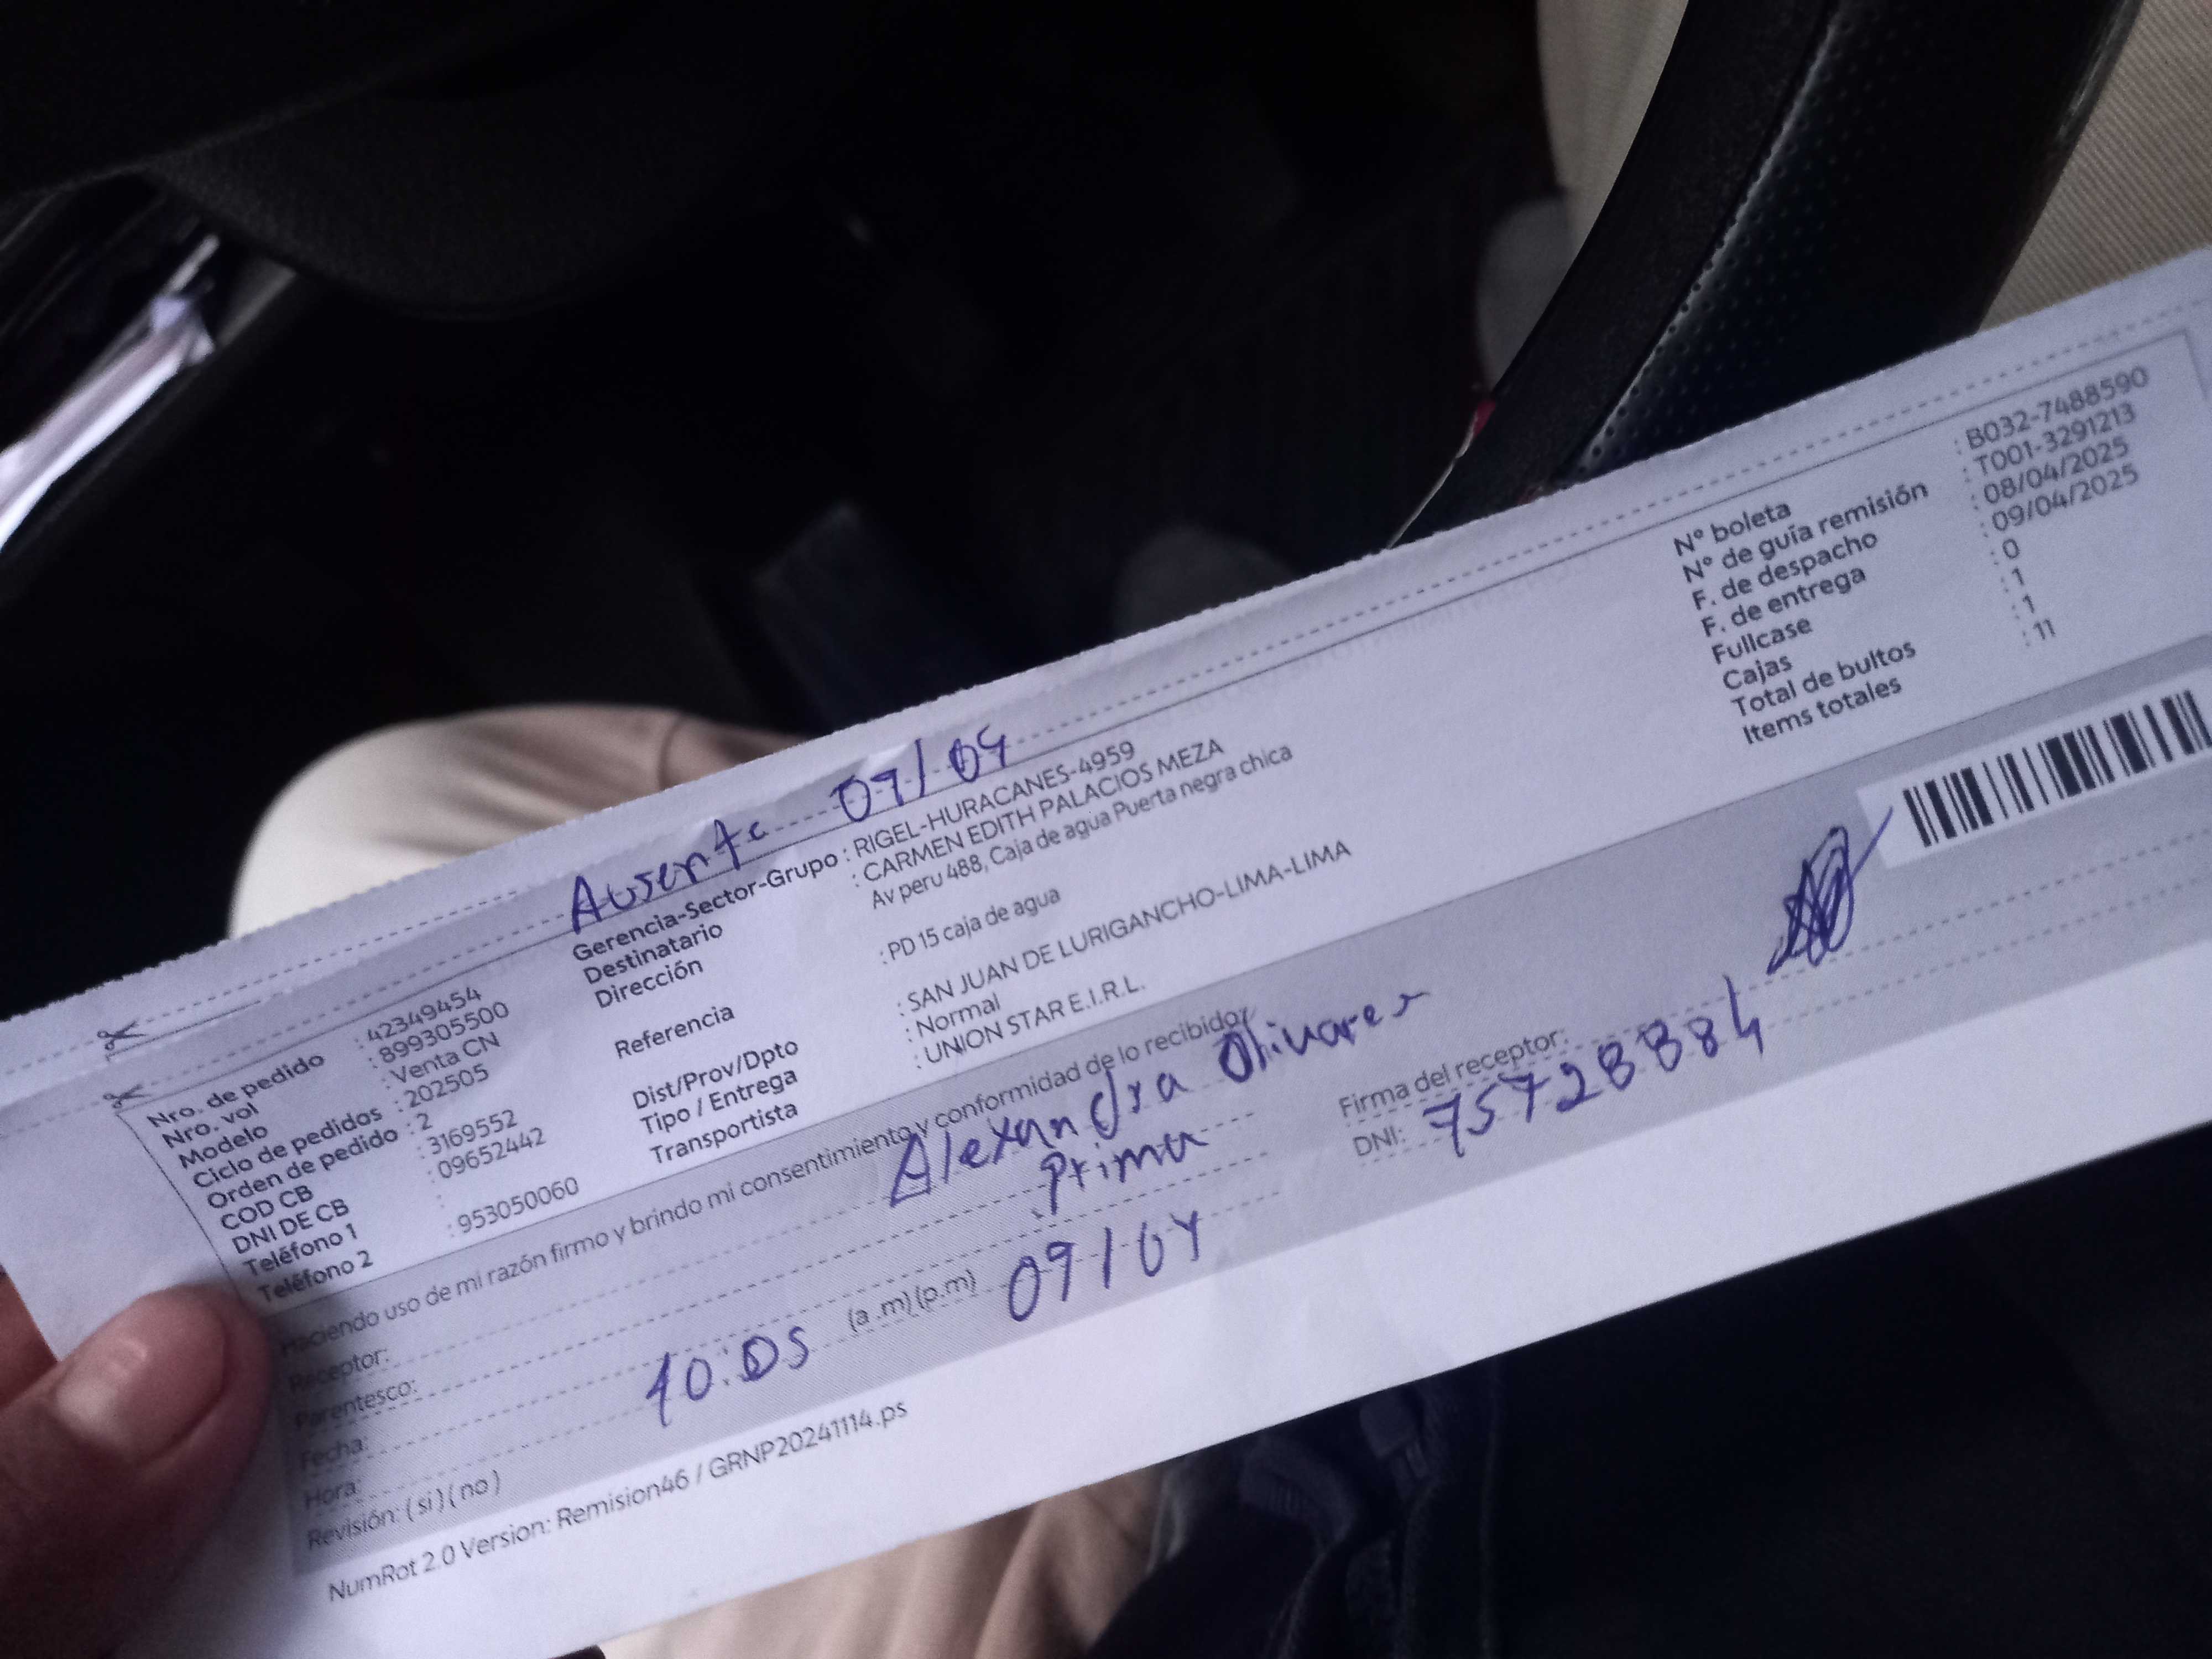 Ausente 09/04
Nro. de pedido : 42349454
Nro. vol : 899305500
Modelo : Venta CN
Ciclo de pedidos : 202505
Orden de pedido : 2
COD CB : 3169552
DNI DE CB : 09652442
Teléfono 1 :
Teléfono 2 : 953050060
Gerencia-Sector-Grupo : RIGEL-HURACANES-4959
Destinatario : CARMEN EDITH PALACIOS MEZA
Dirección Av peru 488, Caja de agua Puerta negra chica
Referencia : PD 15 caja de agua
Dist/Prov/Dpto : SAN JUAN DE LURIGANCHO-LIMA-LIMA
Tipo / Entrega : Normal
Transportista : UNION STAR E.I.R.L.
N° boleta : B032-7488590
N° de guía remisión : T001-3291213
F. de despacho : 08/04/2025
F. de entrega : 09/04/2025
Fullcase : 0
Cajas : 1
Total de bultos : 1
Items totales : 11
Haciendo uso de mi razón firmo y brindo mi consentimiento y conformidad de lo recibido.
Receptor: Alexandra Olivares
Parentesco: Prima
Fecha: 09/04
Hora: 10:05 (a.m)(p.m)
Revisión: (si)(no)
Firma del receptor:
DNI: 75728884
NumRot 2.0 Version: Remision46 / GRNP20241114.ps